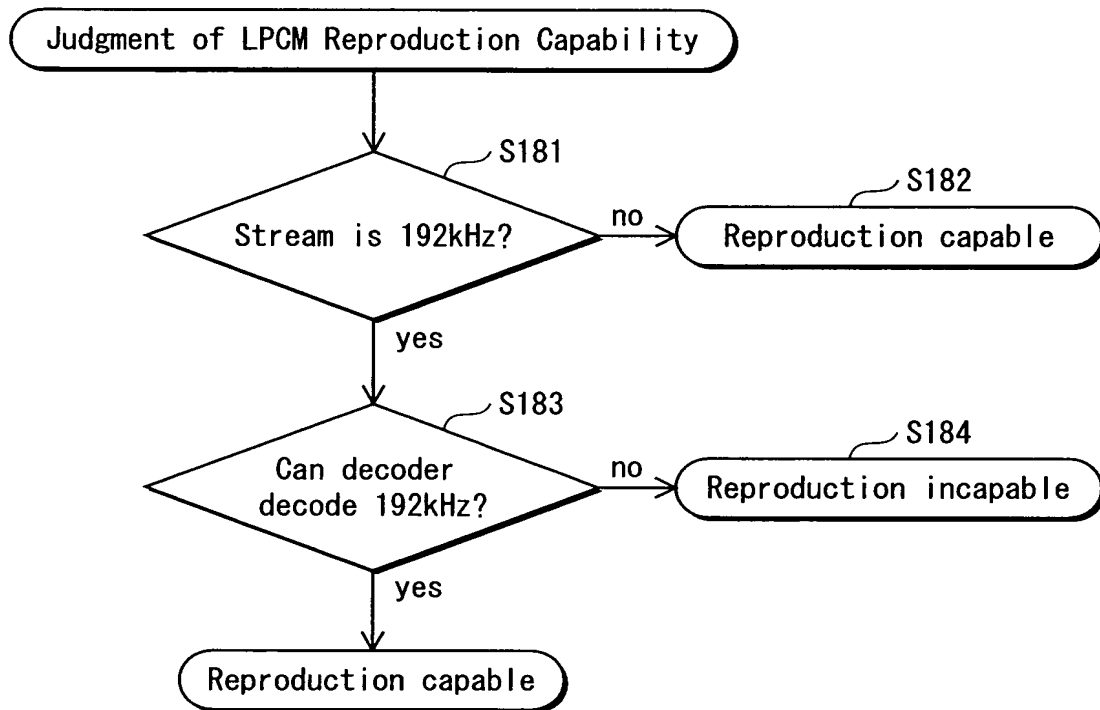 Judgment of LPCM Reproduction Capability
S181
Stream is 192kHz?
no
S182
Reproduction capable
yes
S183
Can decoder
decode 192kHz?
no
S184
Reproduction incapable
yes
Reproduction capable